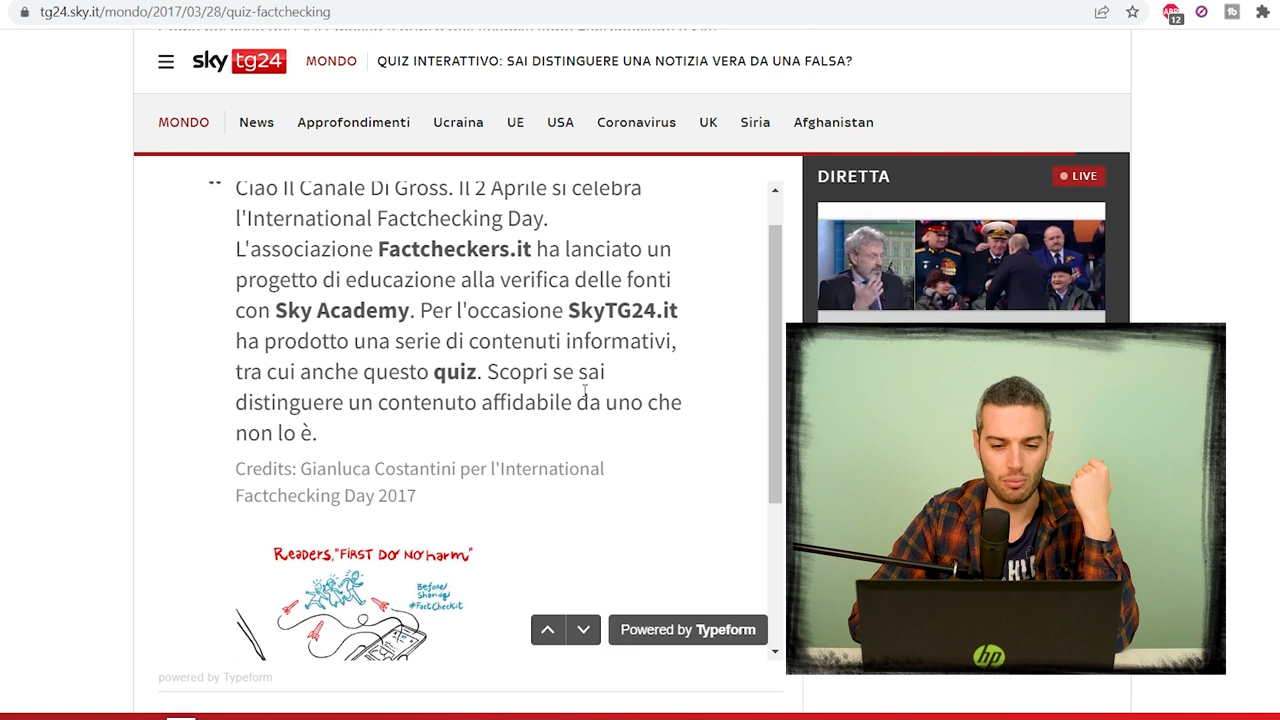 tg24.sky.it/mondo/2017/03/28/quiz-factchecking
12
sky tg24 MONDO QUIZ INTERATTIVO: SAI DISTINGUERE UNA NOTIZIA VERA DA UNA FALSA?
MONDO News Approfondimenti Ucraina UE USA Coronavirus UK Siria Afghanistan
DIRETTA LIVE
Ciao Il Canale Di Gross. Il 2 Aprile si celebra
l'International Factchecking Day.
L'associazione Factcheckers.it ha lanciato un
progetto di educazione alla verifica delle fonti
con Sky Academy. Per l'occasione SkyTG24.it
ha prodotto una serie di contenuti informativi,
tra cui anche questo quiz. Scopri se sai
distinguere un contenuto affidabile da uno che
non lo è.
Credits: Gianluca Costantini per l'International
Factchecking Day 2017
Readers, "FIRST DO NO harm"
Before
Sharing
#FactCheckit
Powered by Typeform
powered by Typeform
hp